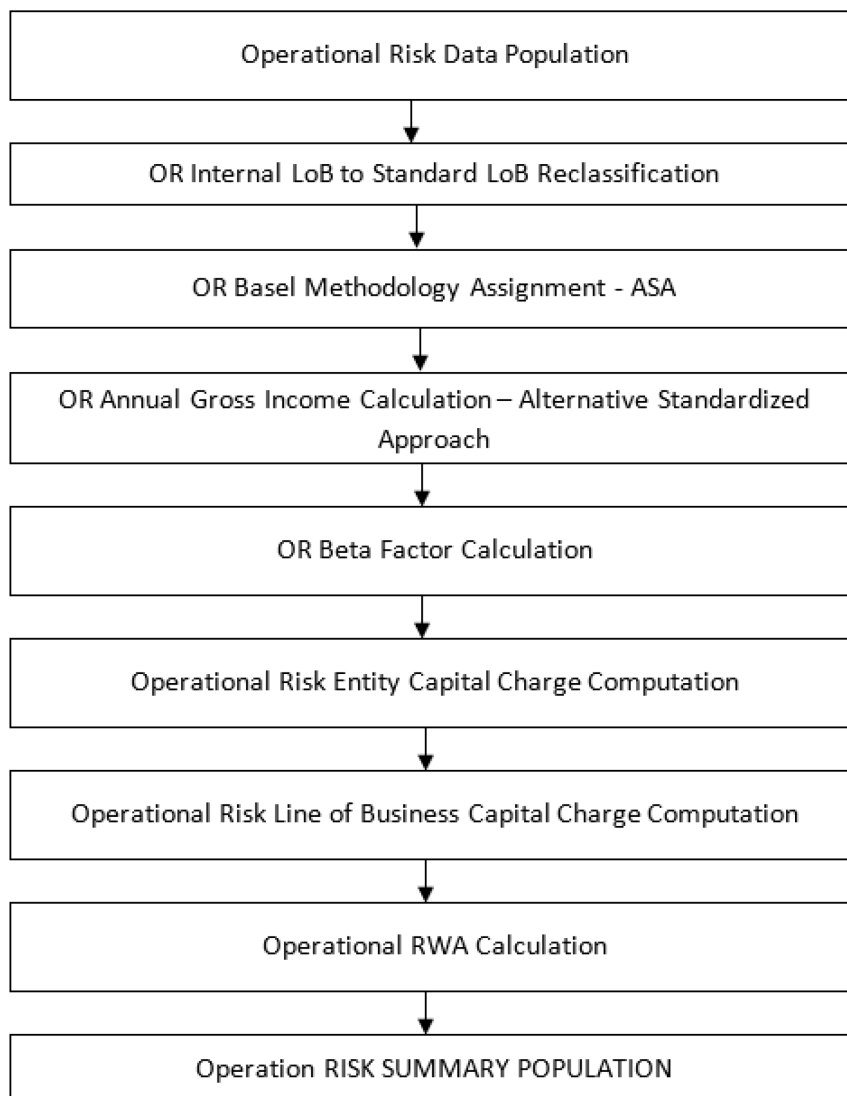 Operational Risk Data Population
OR Internal LoB to Standard LoB Reclassification
OR Basel Methodology Assignment - ASA
OR Annual Gross Income Calculation – Alternative Standardized
Approach
OR Beta Factor Calculation
Operational Risk Entity Capital Charge Computation
Operational Risk Line of Business Capital Charge Computation
Operational RWA Calculation
Operation RISK SUMMARY POPULATION